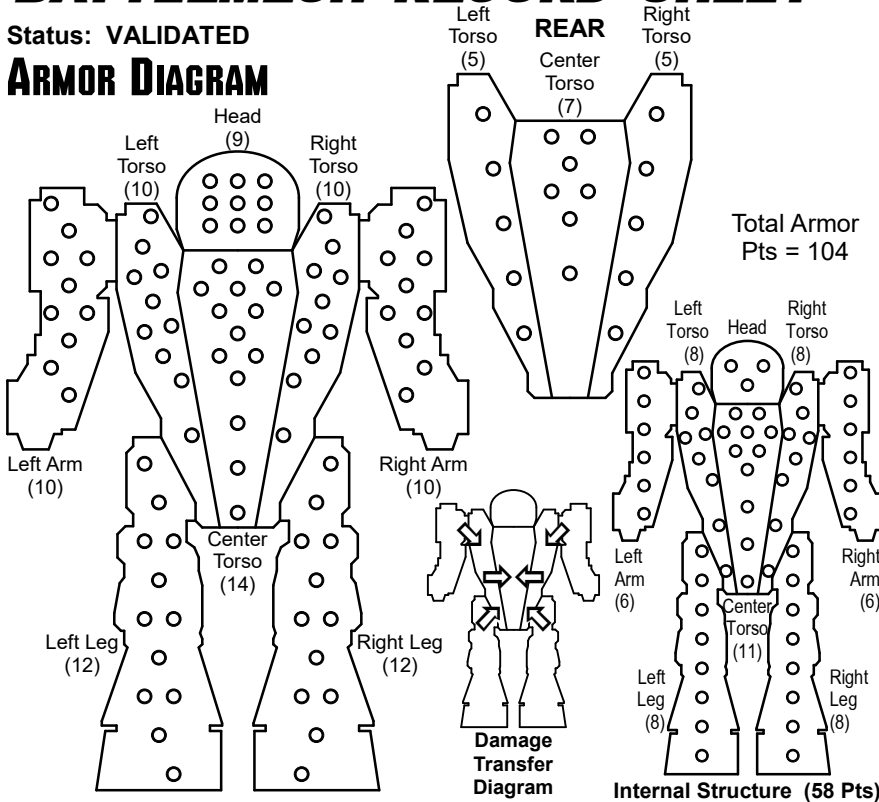 BATTLEMECH RECORD SHEET
Status: VALIDATED
ARMOR DIAGRAM
Head
(9)
Left
Torso
(10)
Right
Torso
(10)
Left Arm
(10)
Right Arm
(10)
Center
Torso
(14)
Left Leg
(12)
Right Leg
(12)
Left
Torso
(5)
REAR
Center
Torso
(7)
Right
Torso
(5)
Total Armor
Pts = 104
Left
Torso
(8)
Head
Right
Torso
(8)
Left
Arm
(6)
Right
Arm
(6)
Center
Torso
(11)
Left
Leg
(8)
Right
Leg
(8)
Damage
Transfer
Diagram
Internal Structure (58 Pts)